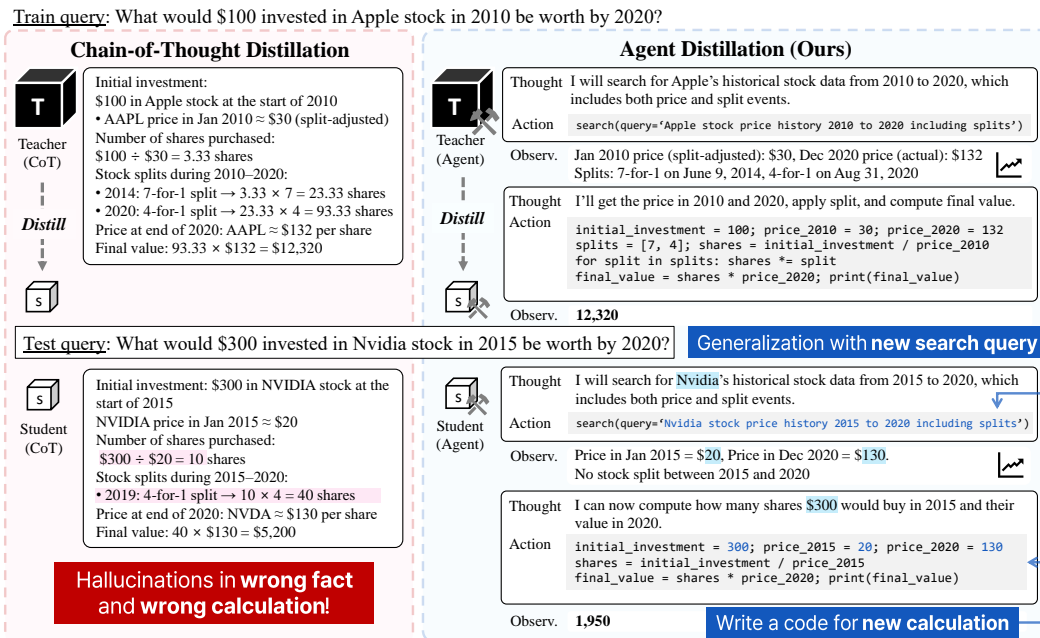 Train query: What would $100 invested in Apple stock in 2010 be worth by 2020?
Chain-of-Thought Distillation
T
Teacher
(CoT)
Distill
S
Initial investment:
$100 in Apple stock at the start of 2010
• AAPL price in Jan 2010 ≈ $30 (split-adjusted)
Number of shares purchased:
$100 ÷ $30 = 3.33 shares
Stock splits during 2010–2020:
• 2014: 7-for-1 split → 3.33 × 7 = 23.33 shares
• 2020: 4-for-1 split → 23.33 × 4 = 93.33 shares
Price at end of 2020: AAPL ≈ $132 per share
Final value: 93.33 × $132 = $12,320
Agent Distillation (Ours)
T
Teacher
(Agent)
Distill
S
Thought I will search for Apple’s historical stock data from 2010 to 2020, which
includes both price and split events.
Action search(query=‘Apple stock price history 2010 to 2020 including splits’)
Observ. Jan 2010 price (split-adjusted): $30, Dec 2020 price (actual): $132
Splits: 7-for-1 on June 9, 2014, 4-for-1 on Aug 31, 2020
Thought I’ll get the price in 2010 and 2020, apply split, and compute final value.
Action
initial_investment = 100; price_2010 = 30; price_2020 = 132
splits = [7, 4]; shares = initial_investment / price_2010
for split in splits: shares *= split
final_value = shares * price_2020; print(final_value)
Observ. 12,320
Test query: What would $300 invested in Nvidia stock in 2015 be worth by 2020?
Generalization with new search query
S
Student
(CoT)
Initial investment: $300 in NVIDIA stock at the
start of 2015
NVIDIA price in Jan 2015 ≈ $20
Number of shares purchased:
$300 ÷ $20 = 10 shares
Stock splits during 2015–2020:
• 2019: 4-for-1 split → 10 × 4 = 40 shares
Price at end of 2020: NVDA ≈ $130 per share
Final value: 40 × $130 = $5,200
Hallucinations in wrong fact
and wrong calculation!
S
Student
(Agent)
Thought I will search for Nvidia’s historical stock data from 2015 to 2020, which
includes both price and split events.
Action search(query=‘Nvidia stock price history 2015 to 2020 including splits’)
Observ. Price in Jan 2015 = $20, Price in Dec 2020 = $130.
No stock split between 2015 and 2020
Thought I can now compute how many shares $300 would buy in 2015 and their
value in 2020.
Action
initial_investment = 300; price_2015 = 20; price_2020 = 130
shares = initial_investment / price_2015
final_value = shares * price_2020; print(final_value)
Observ. 1,950
Write a code for new calculation